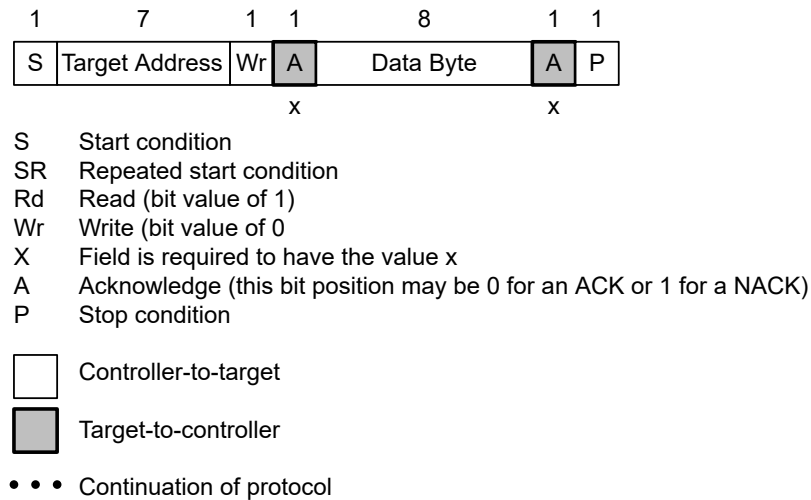 1 7 1 1 8 1 1
S Target Address Wr A Data Byte A P
x x
S Start condition
SR Repeated start condition
Rd Read (bit value of 1)
Wr Write (bit value of 0
X Field is required to have the value x
A Acknowledge (this bit position may be 0 for an ACK or 1 for a NACK)
P Stop condition
Controller-to-target
Target-to-controller
• • • Continuation of protocol